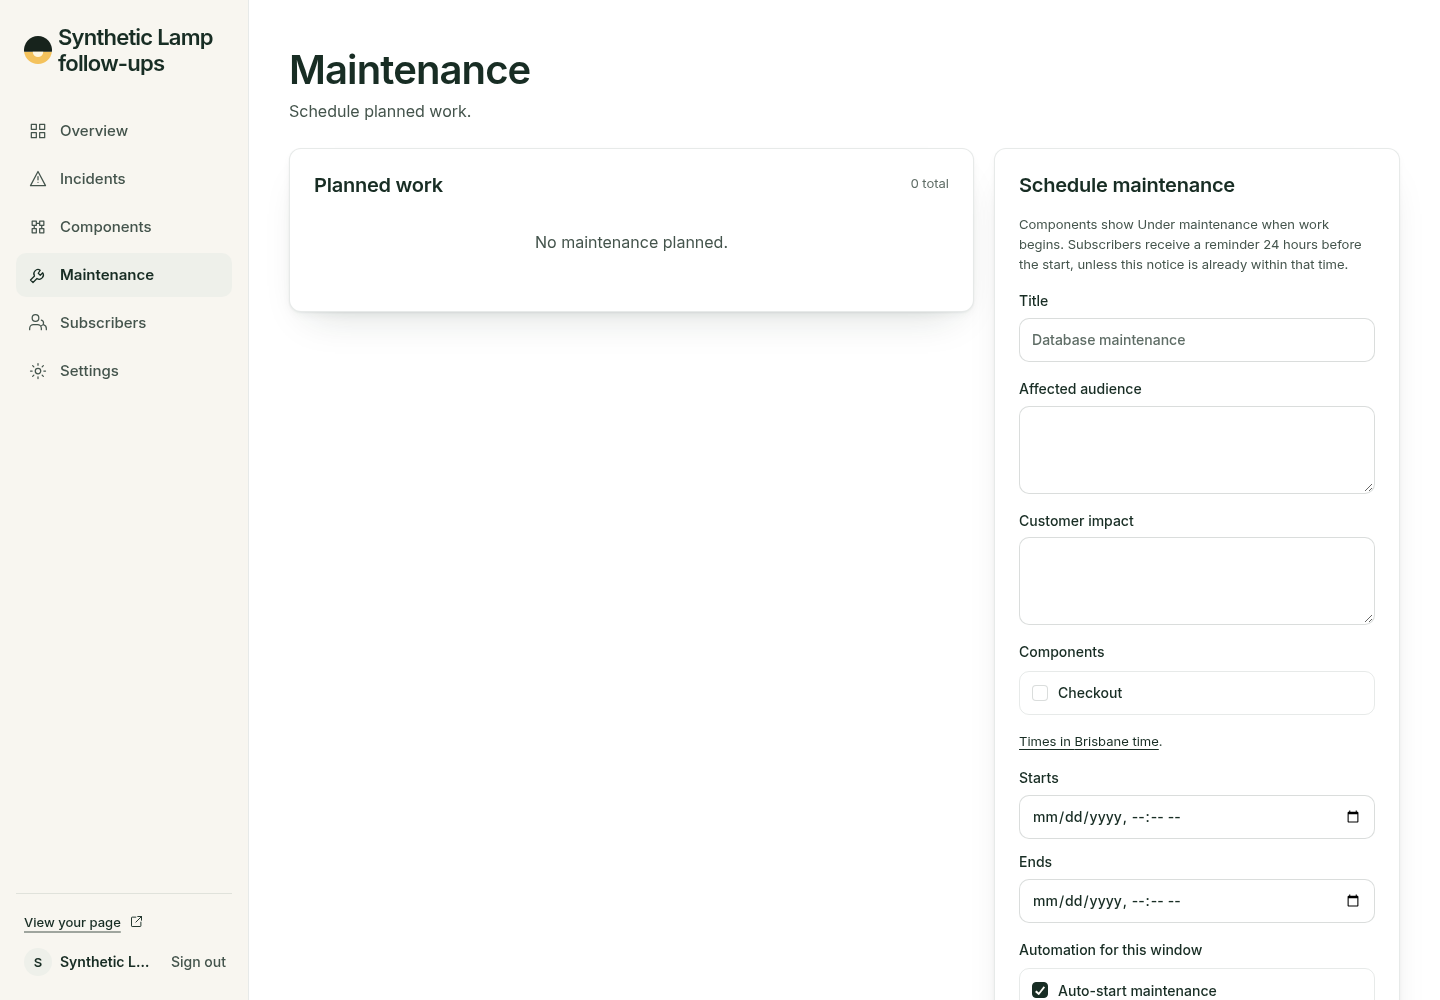 Synthetic Lamp
follow-ups
Overview
Incidents
Components
Maintenance
Subscribers
Settings
View your page
S
Synthetic L...
Sign out
Maintenance
Schedule planned work.
Planned work
0 total
No maintenance planned.
Schedule maintenance
Components show Under maintenance when work
begins. Subscribers receive a reminder 24 hours before
the start, unless this notice is already within that time.
Title
Database maintenance
Affected audience
Customer impact
Components
Checkout
Times in Brisbane time.
Starts
mm/dd/yyyy, --:-- --
Ends
mm/dd/yyyy, --:-- --
Automation for this window
Auto-start maintenance